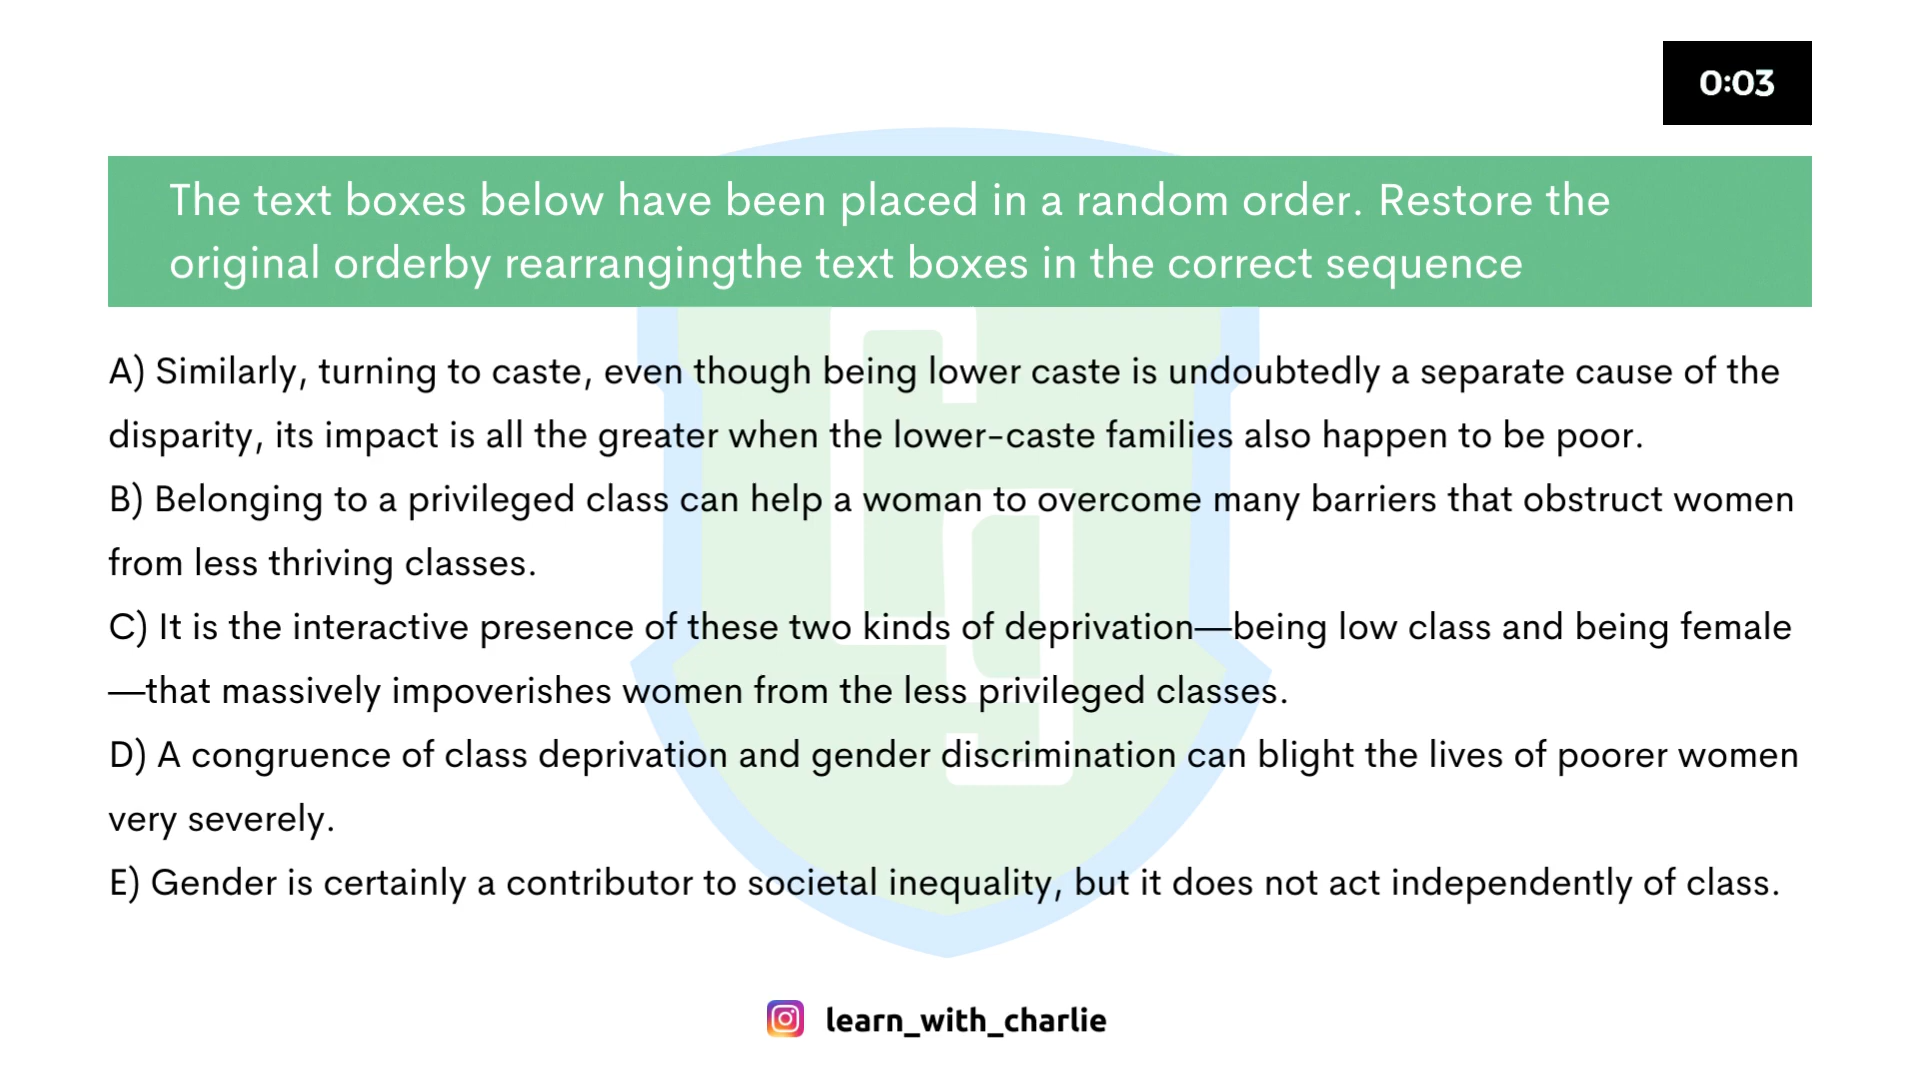 0:03
The text boxes below have been placed in a random order. Restore the
original orderby rearrangingthe text boxes in the correct sequence
A) Similarly, turning to caste, even though being lower caste is undoubtedly a separate cause of the
disparity, its impact is all the greater when the lower-caste families also happen to be poor.
B) Belonging to a privileged class can help a woman to overcome many barriers that obstruct women
from less thriving classes.
C) It is the interactive presence of these two kinds of deprivation—being low class and being female
—that massively impoverishes women from the less privileged classes.
D) A congruence of class deprivation and gender discrimination can blight the lives of poorer women
very severely.
E) Gender is certainly a contributor to societal inequality, but it does not act independently of class.
learn_with_charlie